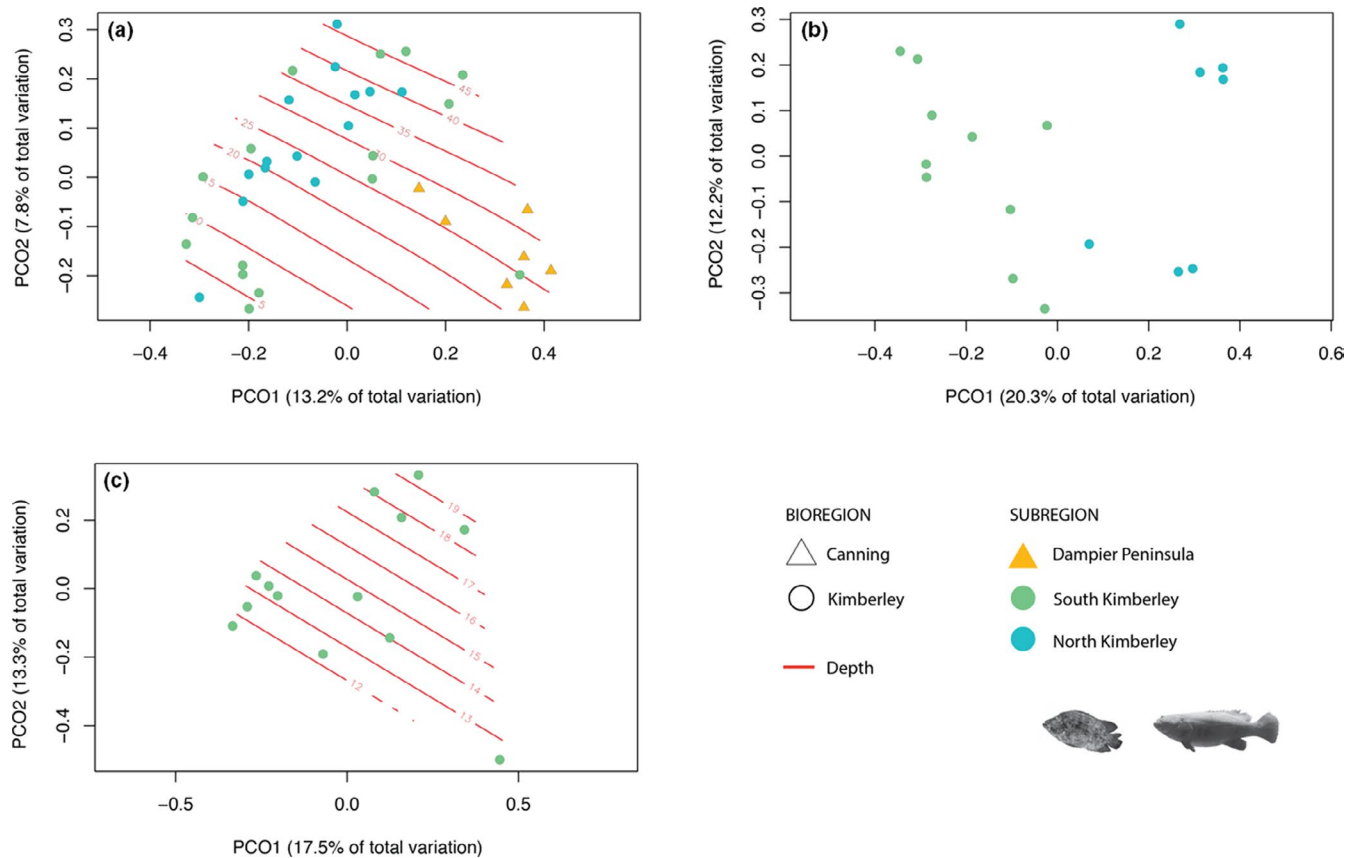 (a)
0.3
0.2
0.1
0.0
−0.1
−0.2
PCO2 (7.8% of total variation)
45
40
35
30
25
20
15
10
5
−0.4 −0.2 0.0 0.2 0.4
PCO1 (13.2% of total variation)
(b)
0.3
0.2
0.1
0.0
−0.1
−0.2
−0.3
PCO2 (12.2% of total variation)
−0.4 −0.2 0.0 0.2 0.4 0.6
PCO1 (20.3% of total variation)
(c)
0.2
0.0
−0.2
−0.4
PCO2 (13.3% of total variation)
19
18
17
16
15
14
13
12
−0.5 0.0 0.5
PCO1 (17.5% of total variation)
BIOREGION
Canning
Kimberley
Depth
SUBREGION
Dampier Peninsula
South Kimberley
North Kimberley